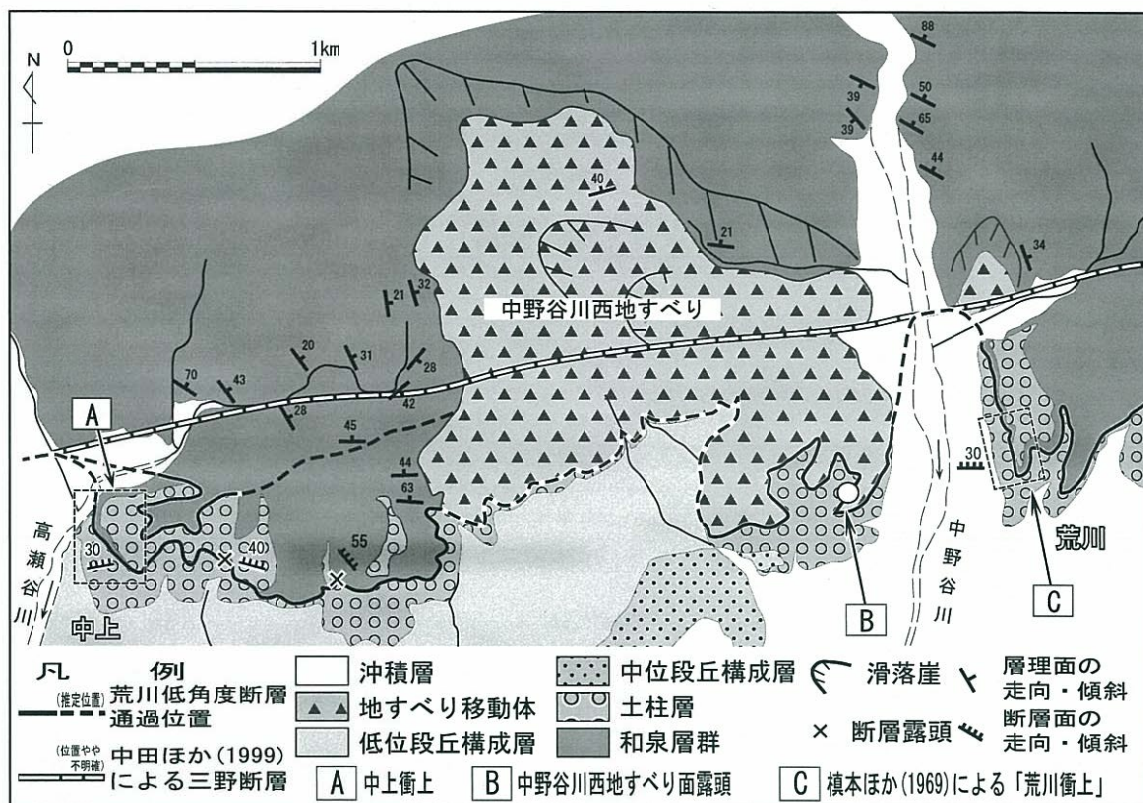 0
1km
N
88
39
50
65
39
44
40
21
34
32
21
中野谷川西地すべり
20
31
28
70
43
42
28
A
45
44
63
30
高瀬谷川
30
40
55
中野谷川
荒川
中上
B
C
凡 例
(推定位置)
荒川低角度断層
通過位置
(位置やや
不明確)
中田ほか(1999)
による三野断層
沖積層
地すべり移動体
低位段丘構成層
中位段丘構成層
土柱層
和泉層群
滑落崖
層理面の
走向・傾斜
断層露頭
断層面の
走向・傾斜
A 中上衝上
B 中野谷川西地すべり面露頭
C 槙本ほか(1969)による「荒川衝上」